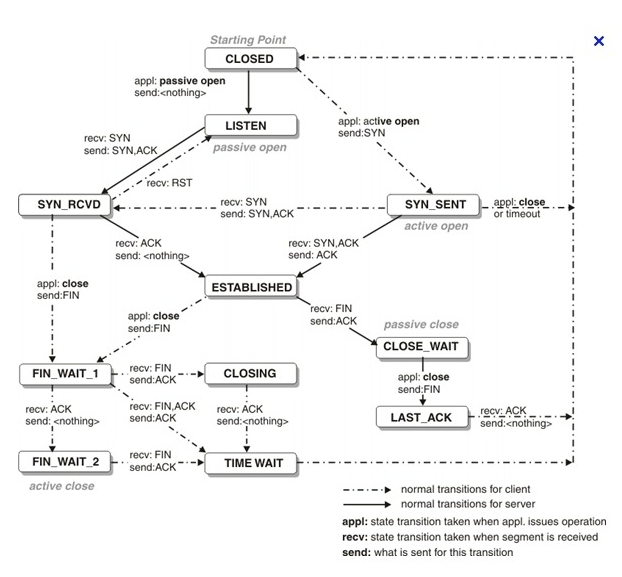 Starting Point
CLOSED
appl: passive open
send:<nothing>
LISTEN
passive open
appl: active open
send:SYN
recv: SYN
send: SYN,ACK
recv: RST
SYN_RCVD
recv: SYN
send: SYN,ACK
SYN_SENT
active open
appl: close
or timeout
recv: ACK
send: <nothing>
recv: SYN,ACK
send: ACK
ESTABLISHED
appl: close
send:FIN
appl: close
send:FIN
recv: FIN
send:ACK
passive close
CLOSE_WAIT
FIN_WAIT_1
recv: FIN
send:ACK
CLOSING
appl: close
send:FIN
recv: ACK
send: <nothing>
recv: FIN,ACK
send: ACK
recv: ACK
send:<nothing>
LAST_ACK
recv: ACK
send:<nothing>
FIN_WAIT_2
active close
recv: FIN
send:ACK
TIME WAIT
normal transitions for client
normal transitions for server
appl: state transition taken when appl. issues operation
recv: state transition taken when segment is received
send: what is sent for this transition